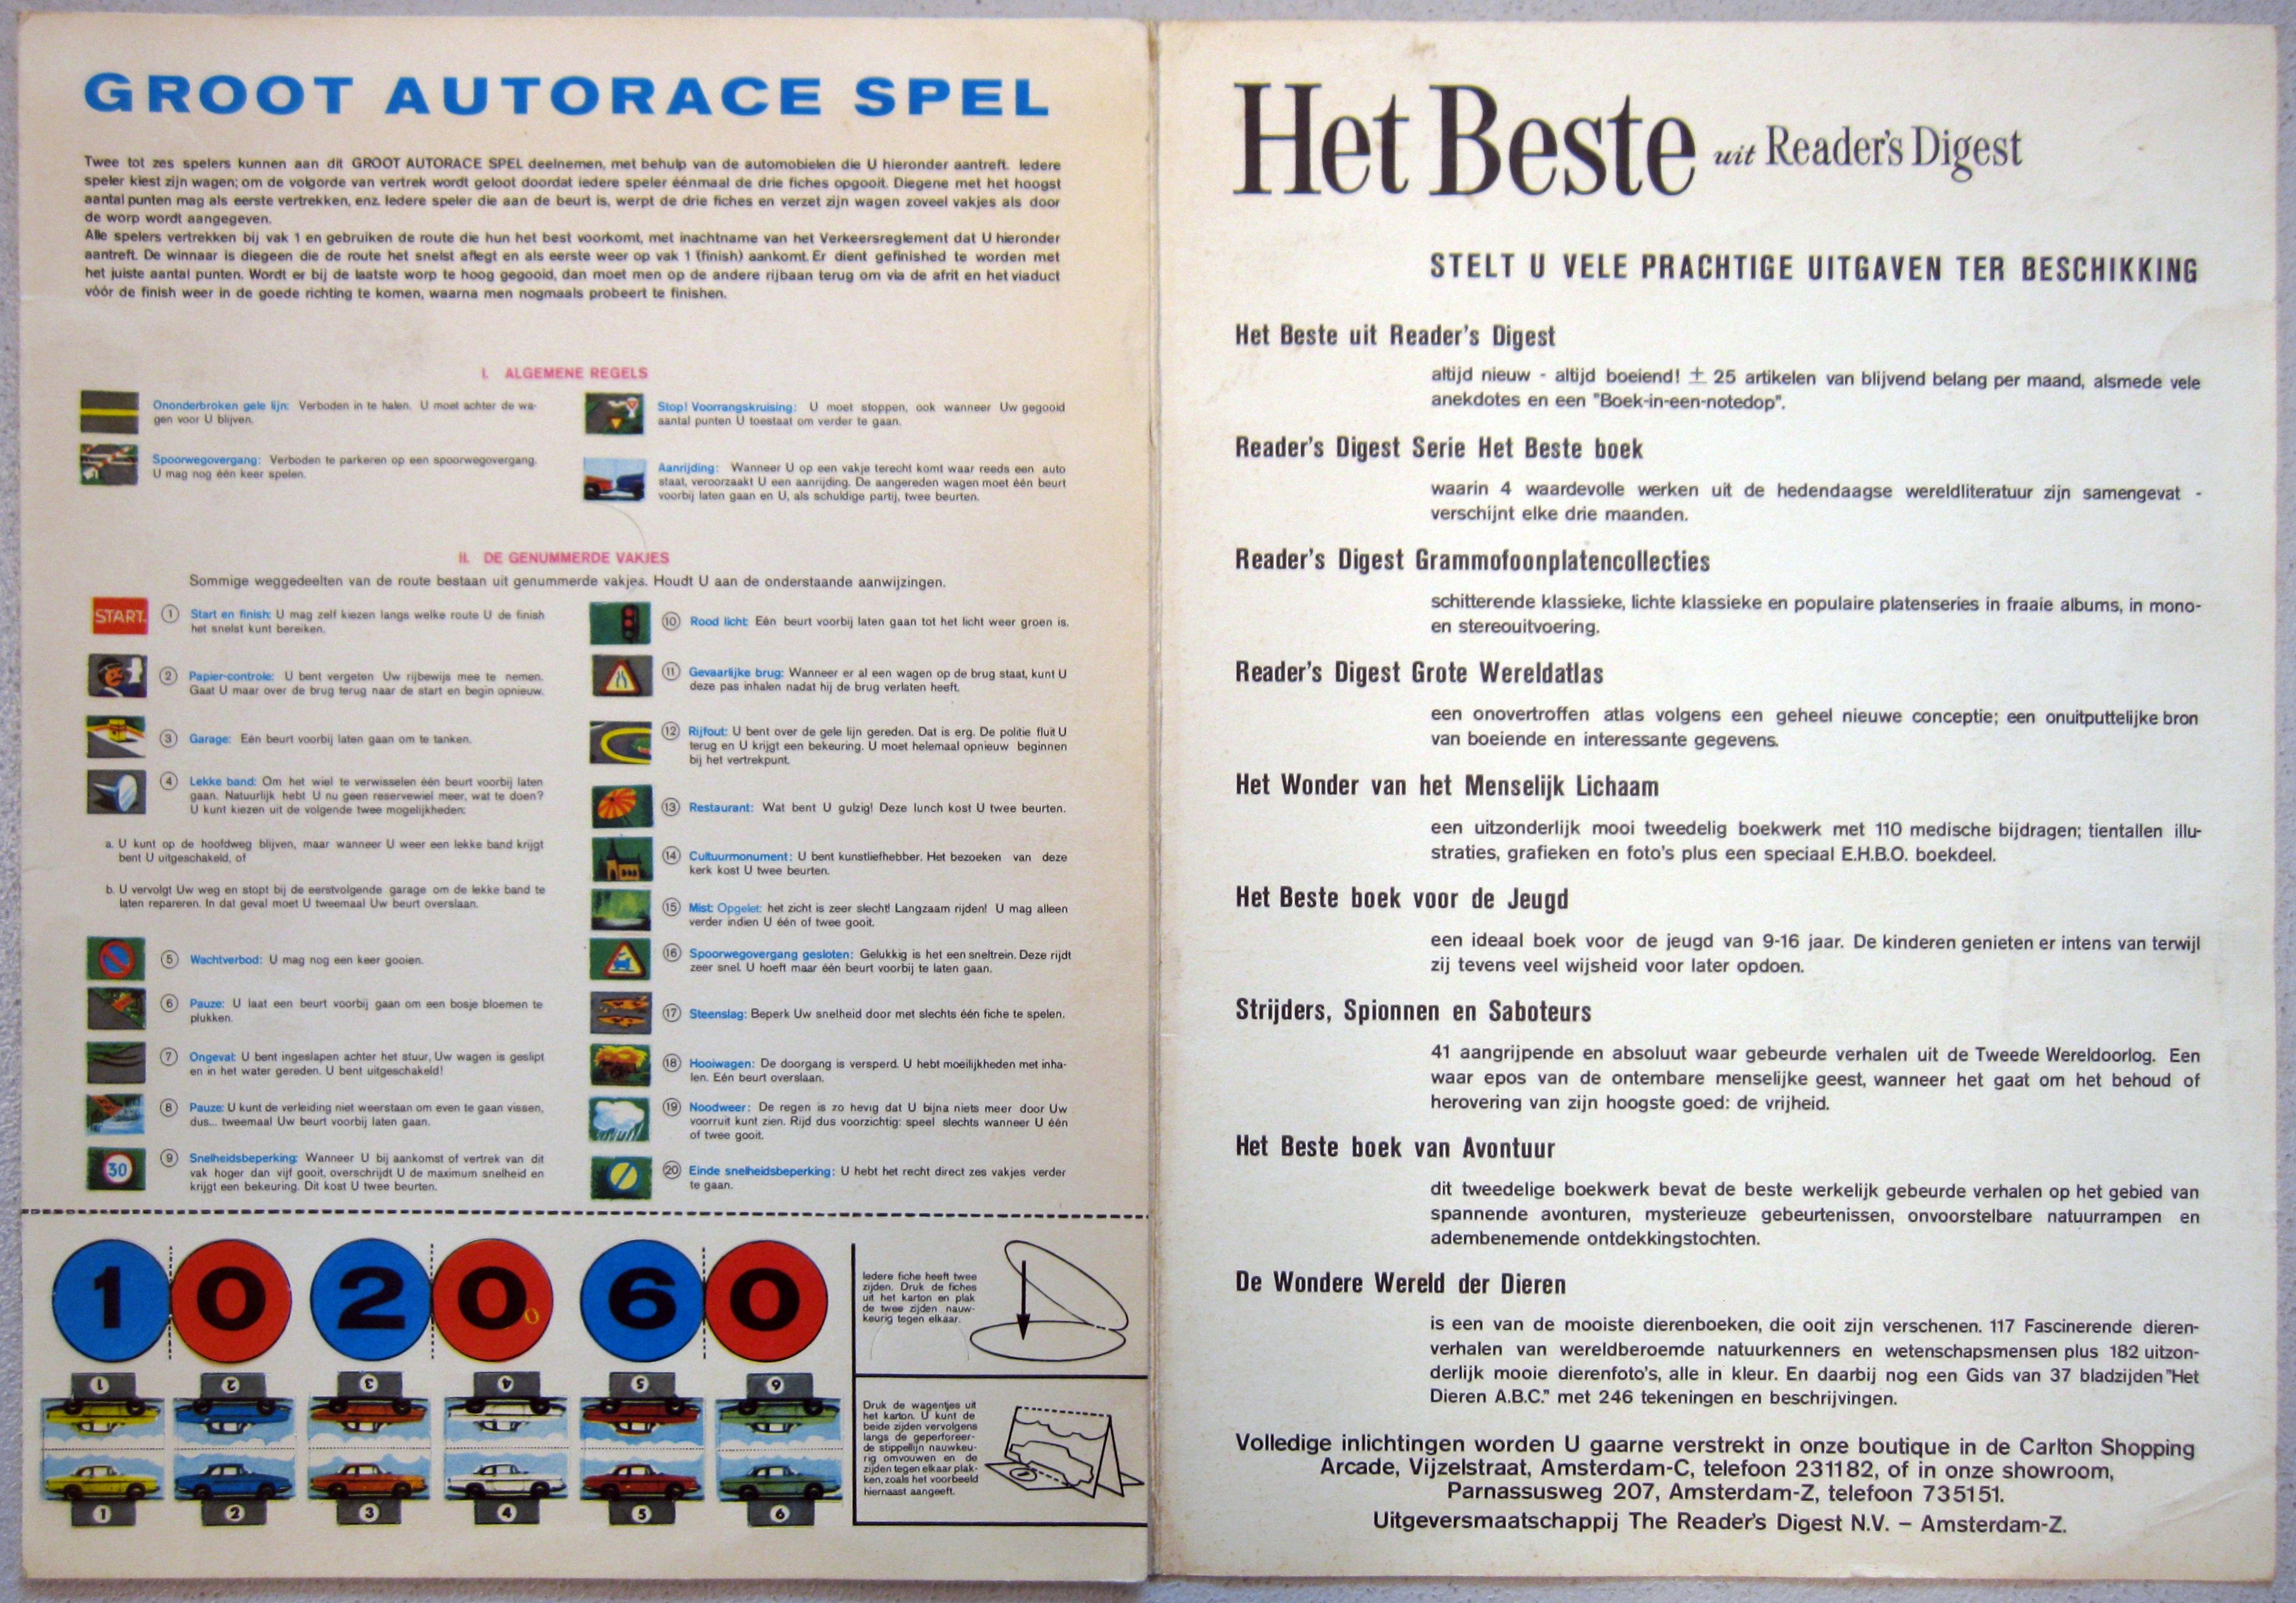 GROOT AUTORACE SPEL
Twee tot zes spelers kunnen aan dit GROOT AUTORACE SPEL deelnemen, met behulp van de automobielen die U hieronder aantreft. Iedere
speler kiest zijn wagen; om de volgorde van vertrek wordt geloot doordat iedere speler éénmaal de drie fiches opgooit. Diegene met het hoogst
aantal punten mag als eerste vertrekken, enz. Iedere speler die aan de beurt is, werpt de drie fiches en verzet zijn wagen zoveel vakjes als door
de worp wordt aangegeven.
Alle spelers vertrekken bij vak 1 en gebruiken de route die hun het best voorkomt, met inachtname van het Verkeersreglement dat U hieronder
aantreft. De winnaar is diegeen die de route het snelst aflegt en als eerste weer op vak 1 (finish) aankomt. Er dient gefinished te worden met
het juiste aantal punten. Wordt er bij de laatste worp te hoog gegooid, dan moet men op de andere rijbaan terug om via de afrit en het viaduct
vóór de finish weer in de goede richting te komen, waarna men nogmaals probeert te finishen.
I. ALGEMENE REGELS
Ononderbroken gele lijn: Verboden in te halen. U moet achter de wa-
gen voor U blijven.
Spoorwegovergang: Verboden te parkeren op een spoorwegovergang.
U mag nog één keer spelen.
Stop! Voorrangskruising: U moet stoppen, ook wanneer Uw gegooid
aantal punten U toestaat om verder te gaan.
Aanrijding: Wanneer U op een vakje terecht komt waar reeds een auto
staat, veroorzaakt U een aanrijding. De aangereden wagen moet één beurt
voorbij laten gaan en U, als schuldige partij, twee beurten.
II. DE GENUMMERDE VAKJES
Sommige weggedeelten van de route bestaan uit genummerde vakjes. Houdt U aan de onderstaande aanwijzingen.
START
1 Start en finish: U mag zelf kiezen langs welke route U de finish
het snelst kunt bereiken.
2 Papier-controle: U bent vergeten Uw rijbewijs mee te nemen.
Gaat U maar over de brug terug naar de start en begin opnieuw.
3 Garage: Eén beurt voorbij laten gaan om te tanken.
4 Lekke band: Om het wiel te verwisselen één beurt voorbij laten
gaan. Natuurlijk hebt U nu geen reservewiel meer, wat te doen?
U kunt kiezen uit de volgende twee mogelijkheden:
a. U kunt op de hoofdweg blijven, maar wanneer U weer een lekke band krijgt
bent U uitgeschakeld, of
b. U vervolgt Uw weg en stopt bij de eerstvolgende garage om de lekke band te
laten repareren. In dat geval moet U tweemaal Uw beurt overslaan.
5 Wachtverbod: U mag nog een keer gooien.
6 Pauze: U laat een beurt voorbij gaan om een bosje bloemen te
plukken.
7 Ongeval: U bent ingeslapen achter het stuur, Uw wagen is geslipt
en in het water gereden. U bent uitgeschakeld!
8 Pauze: U kunt de verleiding niet weerstaan om even te gaan vissen,
dus... tweemaal Uw beurt voorbij laten gaan.
30
9 Snelheidsbeperking: Wanneer U bij aankomst of vertrek van dit
vak hoger dan vijf gooit, overschrijdt U de maximum snelheid en
krijgt een bekeuring. Dit kost U twee beurten.
10 Rood licht: Eén beurt voorbij laten gaan tot het licht weer groen is.
11 Gevaarlijke brug: Wanneer er al een wagen op de brug staat, kunt U
deze pas inhalen nadat hij de brug verlaten heeft.
12 Rijfout: U bent over de gele lijn gereden. Dat is erg. De politie fluit U
terug en U krijgt een bekeuring. U moet helemaal opnieuw beginnen
bij het vertrekpunt.
13 Restaurant: Wat bent U gulzig! Deze lunch kost U twee beurten.
14 Cultuurmonument: U bent kunstliefhebber. Het bezoeken van deze
kerk kost U twee beurten.
15 Mist: Opgelet: het zicht is zeer slecht! Langzaam rijden! U mag alleen
verder indien U één of twee gooit.
16 Spoorwegovergang gesloten: Gelukkig is het een sneltrein. Deze rijdt
zeer snel. U hoeft maar één beurt voorbij te laten gaan.
17 Steenslag: Beperk Uw snelheid door met slechts één fiche te spelen.
18 Hooiwagen: De doorgang is versperd. U hebt moeilijkheden met inha-
len. Eén beurt overslaan.
19 Noodweer: De regen is zo hevig dat U bijna niets meer door Uw
voorruit kunt zien. Rijd dus voorzichtig: speel slechts wanneer U één
of twee gooit.
20 Einde snelheidsbeperking: U hebt het recht direct zes vakjes verder
te gaan.
1 0 2 0 6 0
Iedere fiche heeft twee
zijden. Druk de fiches
uit het karton en plak
de twee zijden nauw-
keurig tegen elkaar.
1 2 3 4 5 6
1 2 3 4 5 6
Druk de wagentjes uit
het karton. U kunt de
beide zijden vervolgens
langs de geperforeer-
de stippellijn nauwkeu-
rig omvouwen en de
zijden tegen elkaar plak-
ken, zoals het voorbeeld
hiernaast aangeeft.
Het Beste uit Reader's Digest
STELT U VELE PRACHTIGE UITGAVEN TER BESCHIKKING
Het Beste uit Reader's Digest
altijd nieuw - altijd boeiend! ± 25 artikelen van blijvend belang per maand, alsmede vele
anekdotes en een "Boek-in-een-notedop".
Reader's Digest Serie Het Beste boek
waarin 4 waardevolle werken uit de hedendaagse wereldliteratuur zijn samengevat -
verschijnt elke drie maanden.
Reader's Digest Grammofoonplatencollecties
schitterende klassieke, lichte klassieke en populaire platenseries in fraaie albums, in mono-
en stereouitvoering.
Reader's Digest Grote Wereldatlas
een onovertroffen atlas volgens een geheel nieuwe conceptie; een onuitputtelijke bron
van boeiende en interessante gegevens.
Het Wonder van het Menselijk Lichaam
een uitzonderlijk mooi tweedelig boekwerk met 110 medische bijdragen; tientallen illu-
straties, grafieken en foto's plus een speciaal E.H.B.O. boekdeel.
Het Beste boek voor de Jeugd
een ideaal boek voor de jeugd van 9-16 jaar. De kinderen genieten er intens van terwijl
zij tevens veel wijsheid voor later opdoen.
Strijders, Spionnen en Saboteurs
41 aangrijpende en absoluut waar gebeurde verhalen uit de Tweede Wereldoorlog. Een
waar epos van de ontembare menselijke geest, wanneer het gaat om het behoud of
herovering van zijn hoogste goed: de vrijheid.
Het Beste boek van Avontuur
dit tweedelige boekwerk bevat de beste werkelijk gebeurde verhalen op het gebied van
spannende avonturen, mysterieuze gebeurtenissen, onvoorstelbare natuurrampen en
adembenemende ontdekkingstochten.
De Wondere Wereld der Dieren
is een van de mooiste dierenboeken, die ooit zijn verschenen. 117 Fascinerende dieren-
verhalen van wereldberoemde natuurkenners en wetenschapsmensen plus 182 uitzon-
derlijk mooie dierenfoto's, alle in kleur. En daarbij nog een Gids van 37 bladzijden "Het
Dieren A.B.C." met 246 tekeningen en beschrijvingen.
Volledige inlichtingen worden U gaarne verstrekt in onze boutique in de Carlton Shopping
Arcade, Vijzelstraat, Amsterdam-C, telefoon 231182, of in onze showroom,
Parnassusweg 207, Amsterdam-Z, telefoon 735151.
Uitgeversmaatschappij The Reader's Digest N.V. – Amsterdam-Z.